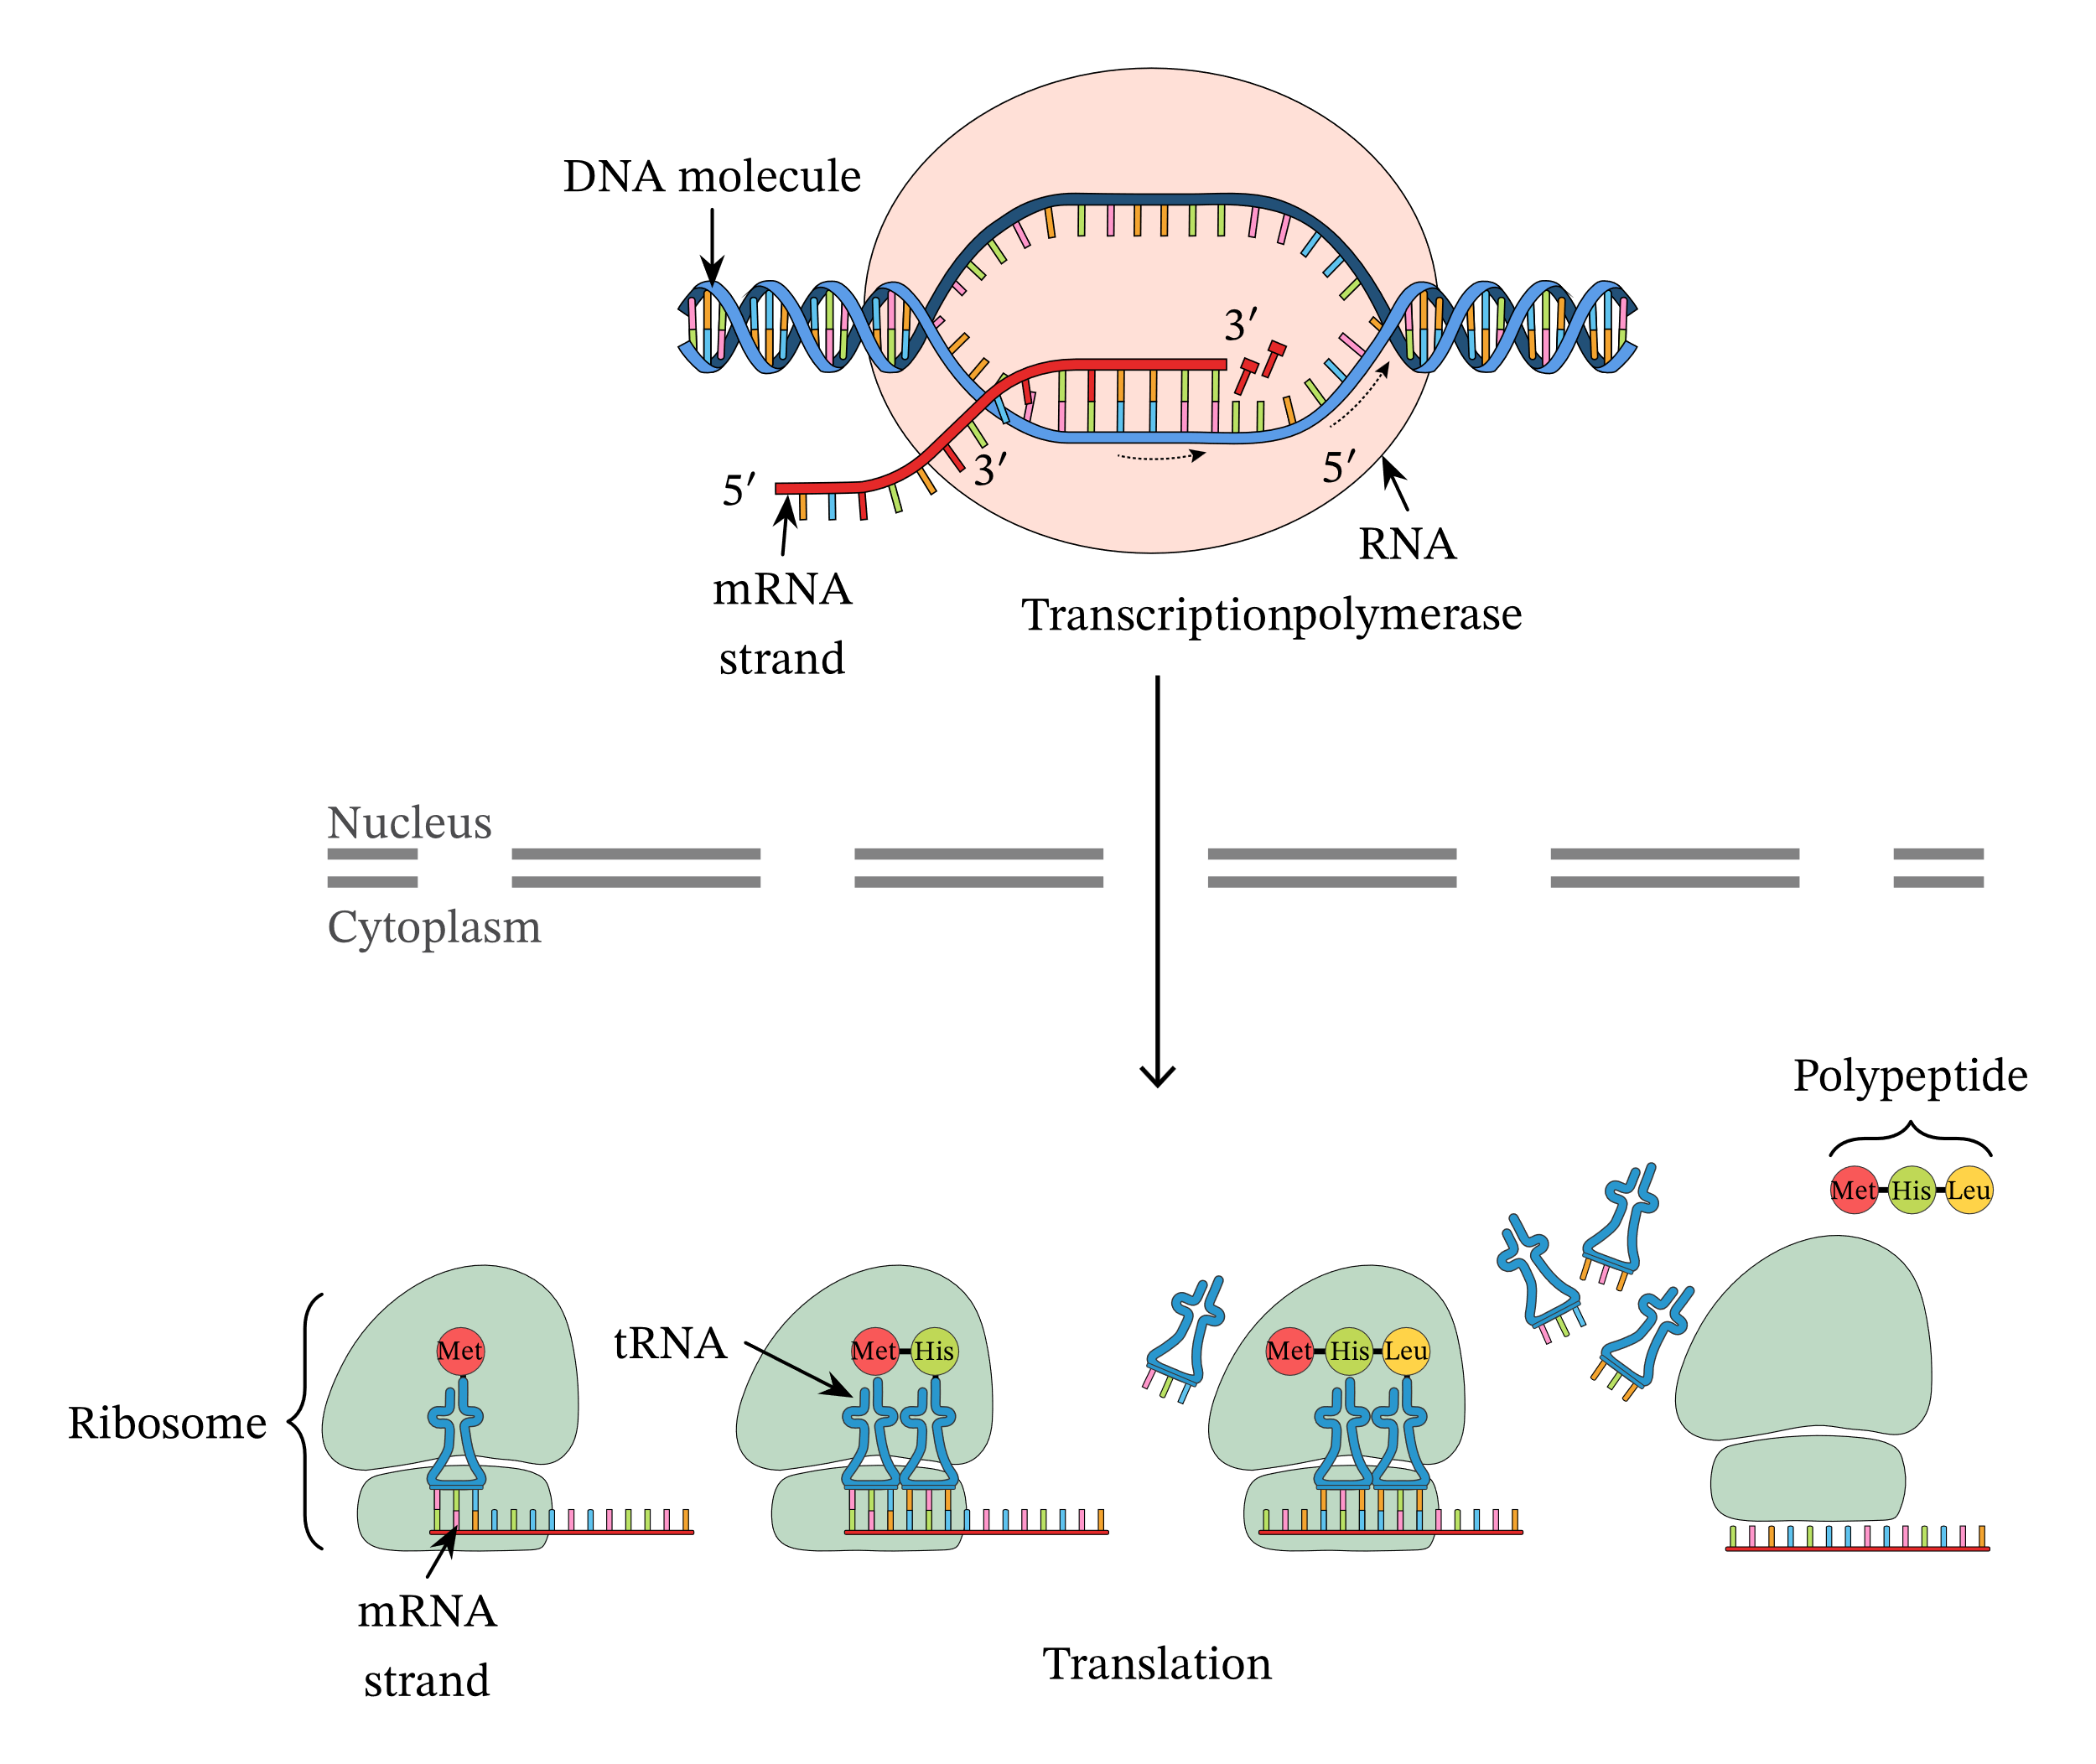 DNA molecule
3′
5′
3′
5′
RNA
mRNA
strand
Transcriptionpolymerase
Nucleus
Cytoplasm
Polypeptide
Met His Leu
tRNA
Met
Met His
Met His Leu
Ribosome
mRNA
strand
Translation